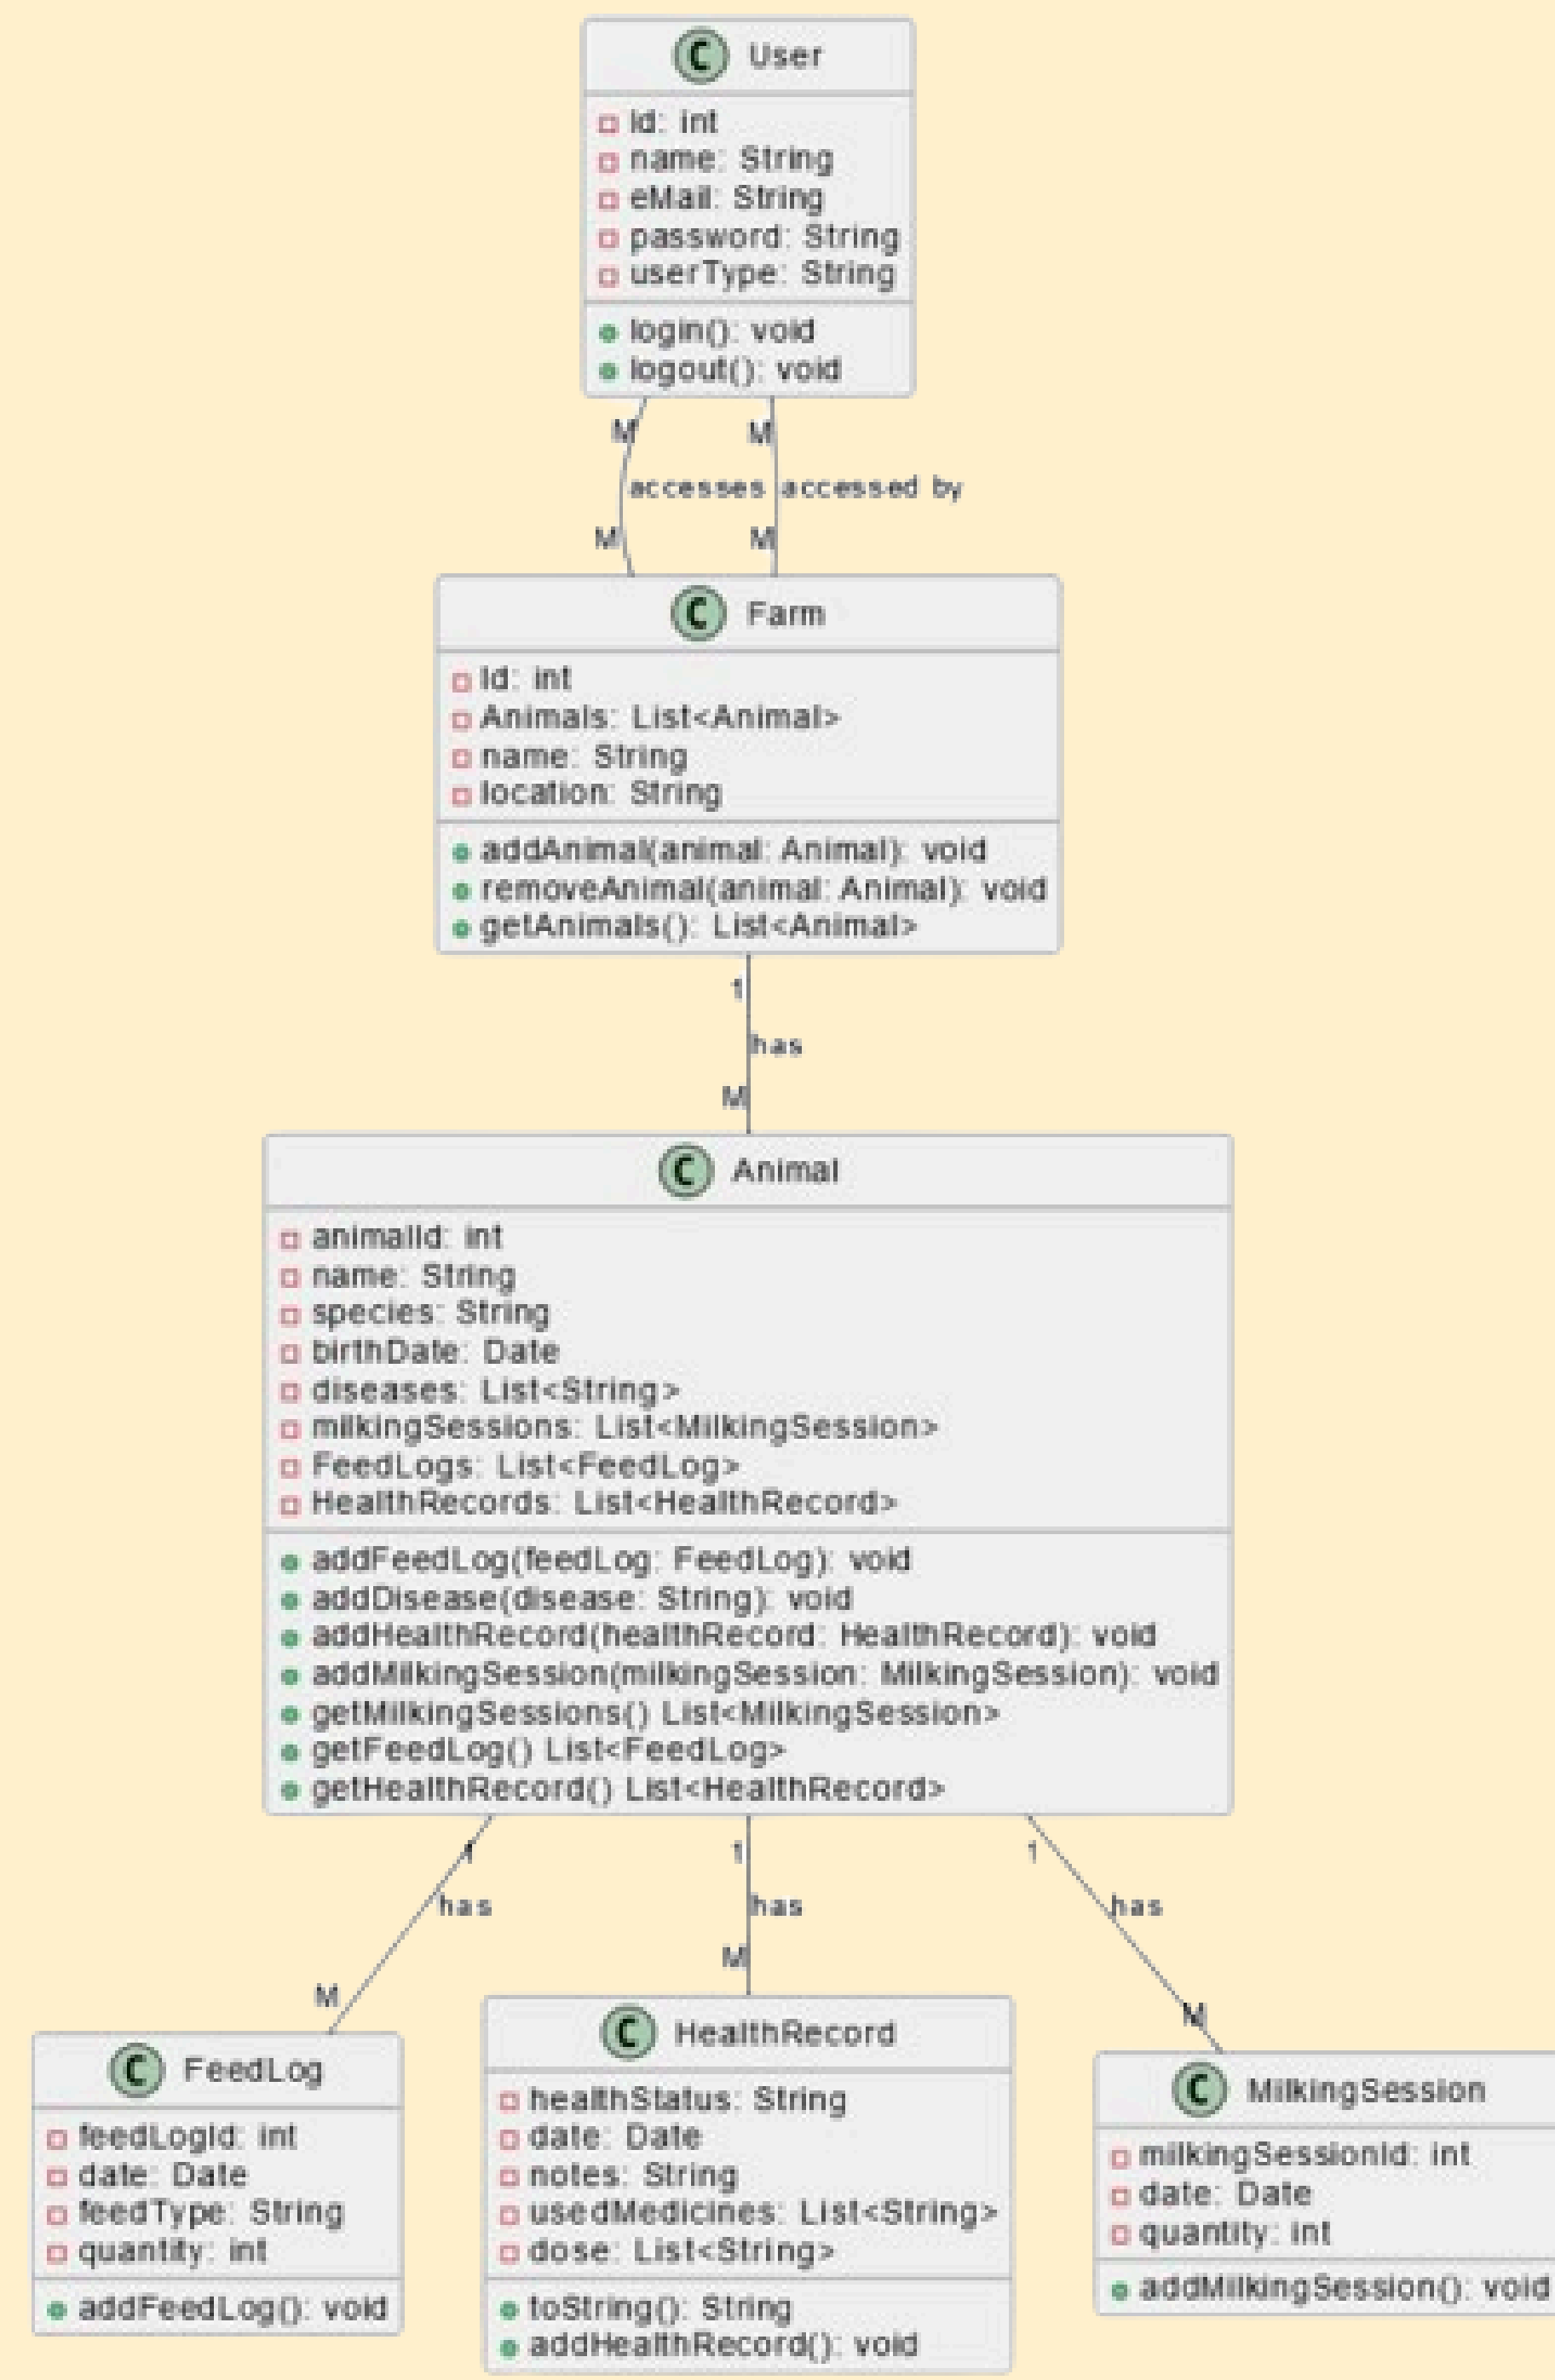 C User
Id: int
name: String
eMail: String
password: String
userType: String
login(): void
logout(): void
M M
accesses accessed by
M M
C Farm
Id: int
Animals: List<Animal>
name: String
location: String
addAnimal(animal: Animal): void
removeAnimal(animal: Animal): void
getAnimals(): List<Animal>
1
has
M
C Animal
animalId: int
name: String
species: String
birthDate: Date
diseases: List<String>
milkingSessions: List<MilkingSession>
FeedLogs: List<FeedLog>
HealthRecords: List<HealthRecord>
addFeedLog(feedLog: FeedLog): void
addDisease(disease: String): void
addHealthRecord(healthRecord: HealthRecord): void
addMilkingSession(milkingSession: MilkingSession): void
getMilkingSessions() List<MilkingSession>
getFeedLog() List<FeedLog>
getHealthRecord() List<HealthRecord>
1 1 1
has has has
M M M
C FeedLog
feedLogId: int
date: Date
feedType: String
quantity: int
addFeedLog(): void
C HealthRecord
healthStatus: String
date: Date
notes: String
usedMedicines: List<String>
dose: List<String>
toString(): String
addHealthRecord(): void
C MilkingSession
milkingSessionId: int
date: Date
quantity: int
addMilkingSession(): void